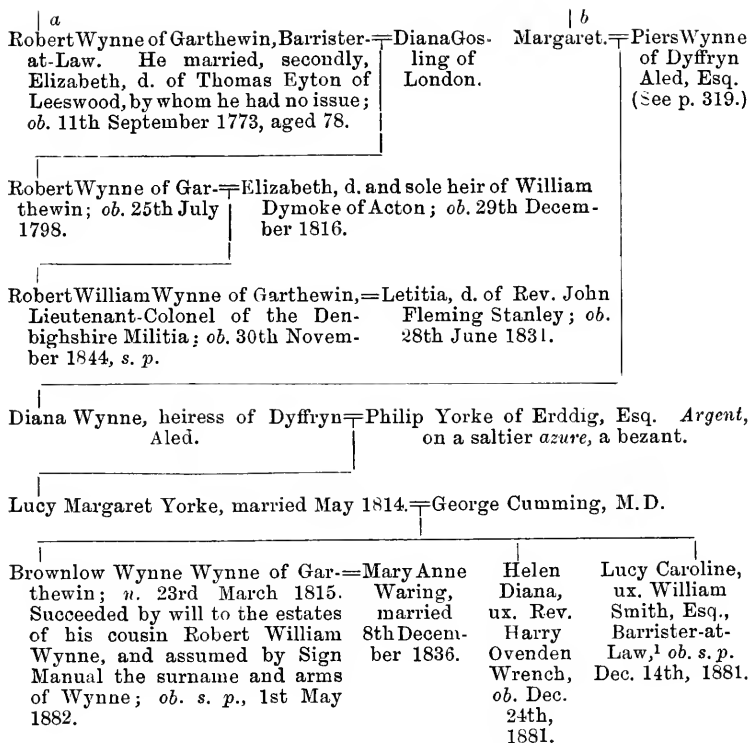 a
b
Robert Wynne of Garthewin, Barrister-
at-Law. He married, secondly,
Elizabeth, d. of Thomas Eyton of
Leeswood, by whom he had no issue;
ob. 11th September 1773, aged 78.
Diana Gos-
ling of
London.
Margaret.
Piers Wynne
of Dyffryn
Aled, Esq.
(See p. 319.)
Robert Wynne of Gar-
thewin; ob. 25th July
1798.
Elizabeth, d. and sole heir of William
Dymoke of Acton; ob. 29th Decem-
ber 1816.
Robert William Wynne of Garthewin,
Lieutenant-Colonel of the Den-
bighshire Militia; ob. 30th Novem-
ber 1844, s. p.
Letitia, d. of Rev. John
Fleming Stanley; ob.
28th June 1831.
Diana Wynne, heiress of Dyffryn
Aled.
Philip Yorke of Erddig, Esq. Argent,
on a saltier azure, a bezant.
Lucy Margaret Yorke, married May 1814.
George Cumming, M.D.
Brownlow Wynne Wynne of Gar-
thewin; n. 23rd March 1815.
Succeeded by will to the estates
of his cousin Robert William
Wynne, and assumed by Sign
Manual the surname and arms
of Wynne; ob. s. p., 1st May
1882.
Mary Anne
Waring,
married
8th Decem-
ber 1836.
Helen
Diana,
ux. Rev.
Harry
Ovenden
Wrench,
ob. Dec.
24th,
1881.
Lucy Caroline,
ux. William
Smith, Esq.,
Barrister-at-
Law,¹ ob. s. p.
Dec. 14th, 1881.